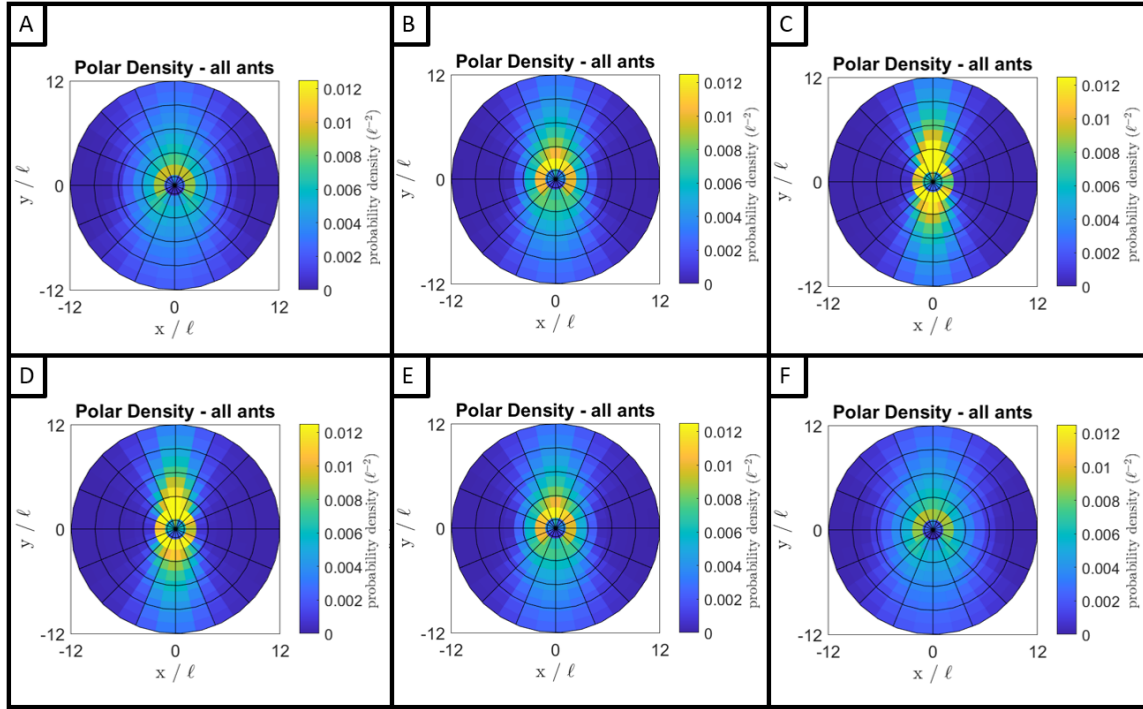 A
Polar Density - all ants
12
0
-12
y / ℓ
-12 0 12
x / ℓ
0.012
0.01
0.008
0.006
0.004
0.002
0
probability density (ℓ⁻²)
B
Polar Density - all ants
12
0
-12
y / ℓ
-12 0 12
x / ℓ
0.012
0.01
0.008
0.006
0.004
0.002
0
probability density (ℓ⁻²)
C
Polar Density - all ants
12
0
-12
y / ℓ
-12 0 12
x / ℓ
0.012
0.01
0.008
0.006
0.004
0.002
0
probability density (ℓ⁻²)
D
Polar Density - all ants
12
0
-12
y / ℓ
-12 0 12
x / ℓ
0.012
0.01
0.008
0.006
0.004
0.002
0
probability density (ℓ⁻²)
E
Polar Density - all ants
12
0
-12
y / ℓ
-12 0 12
x / ℓ
0.012
0.01
0.008
0.006
0.004
0.002
0
probability density (ℓ⁻²)
F
Polar Density - all ants
12
0
-12
y / ℓ
-12 0 12
x / ℓ
0.012
0.01
0.008
0.006
0.004
0.002
0
probability density (ℓ⁻²)